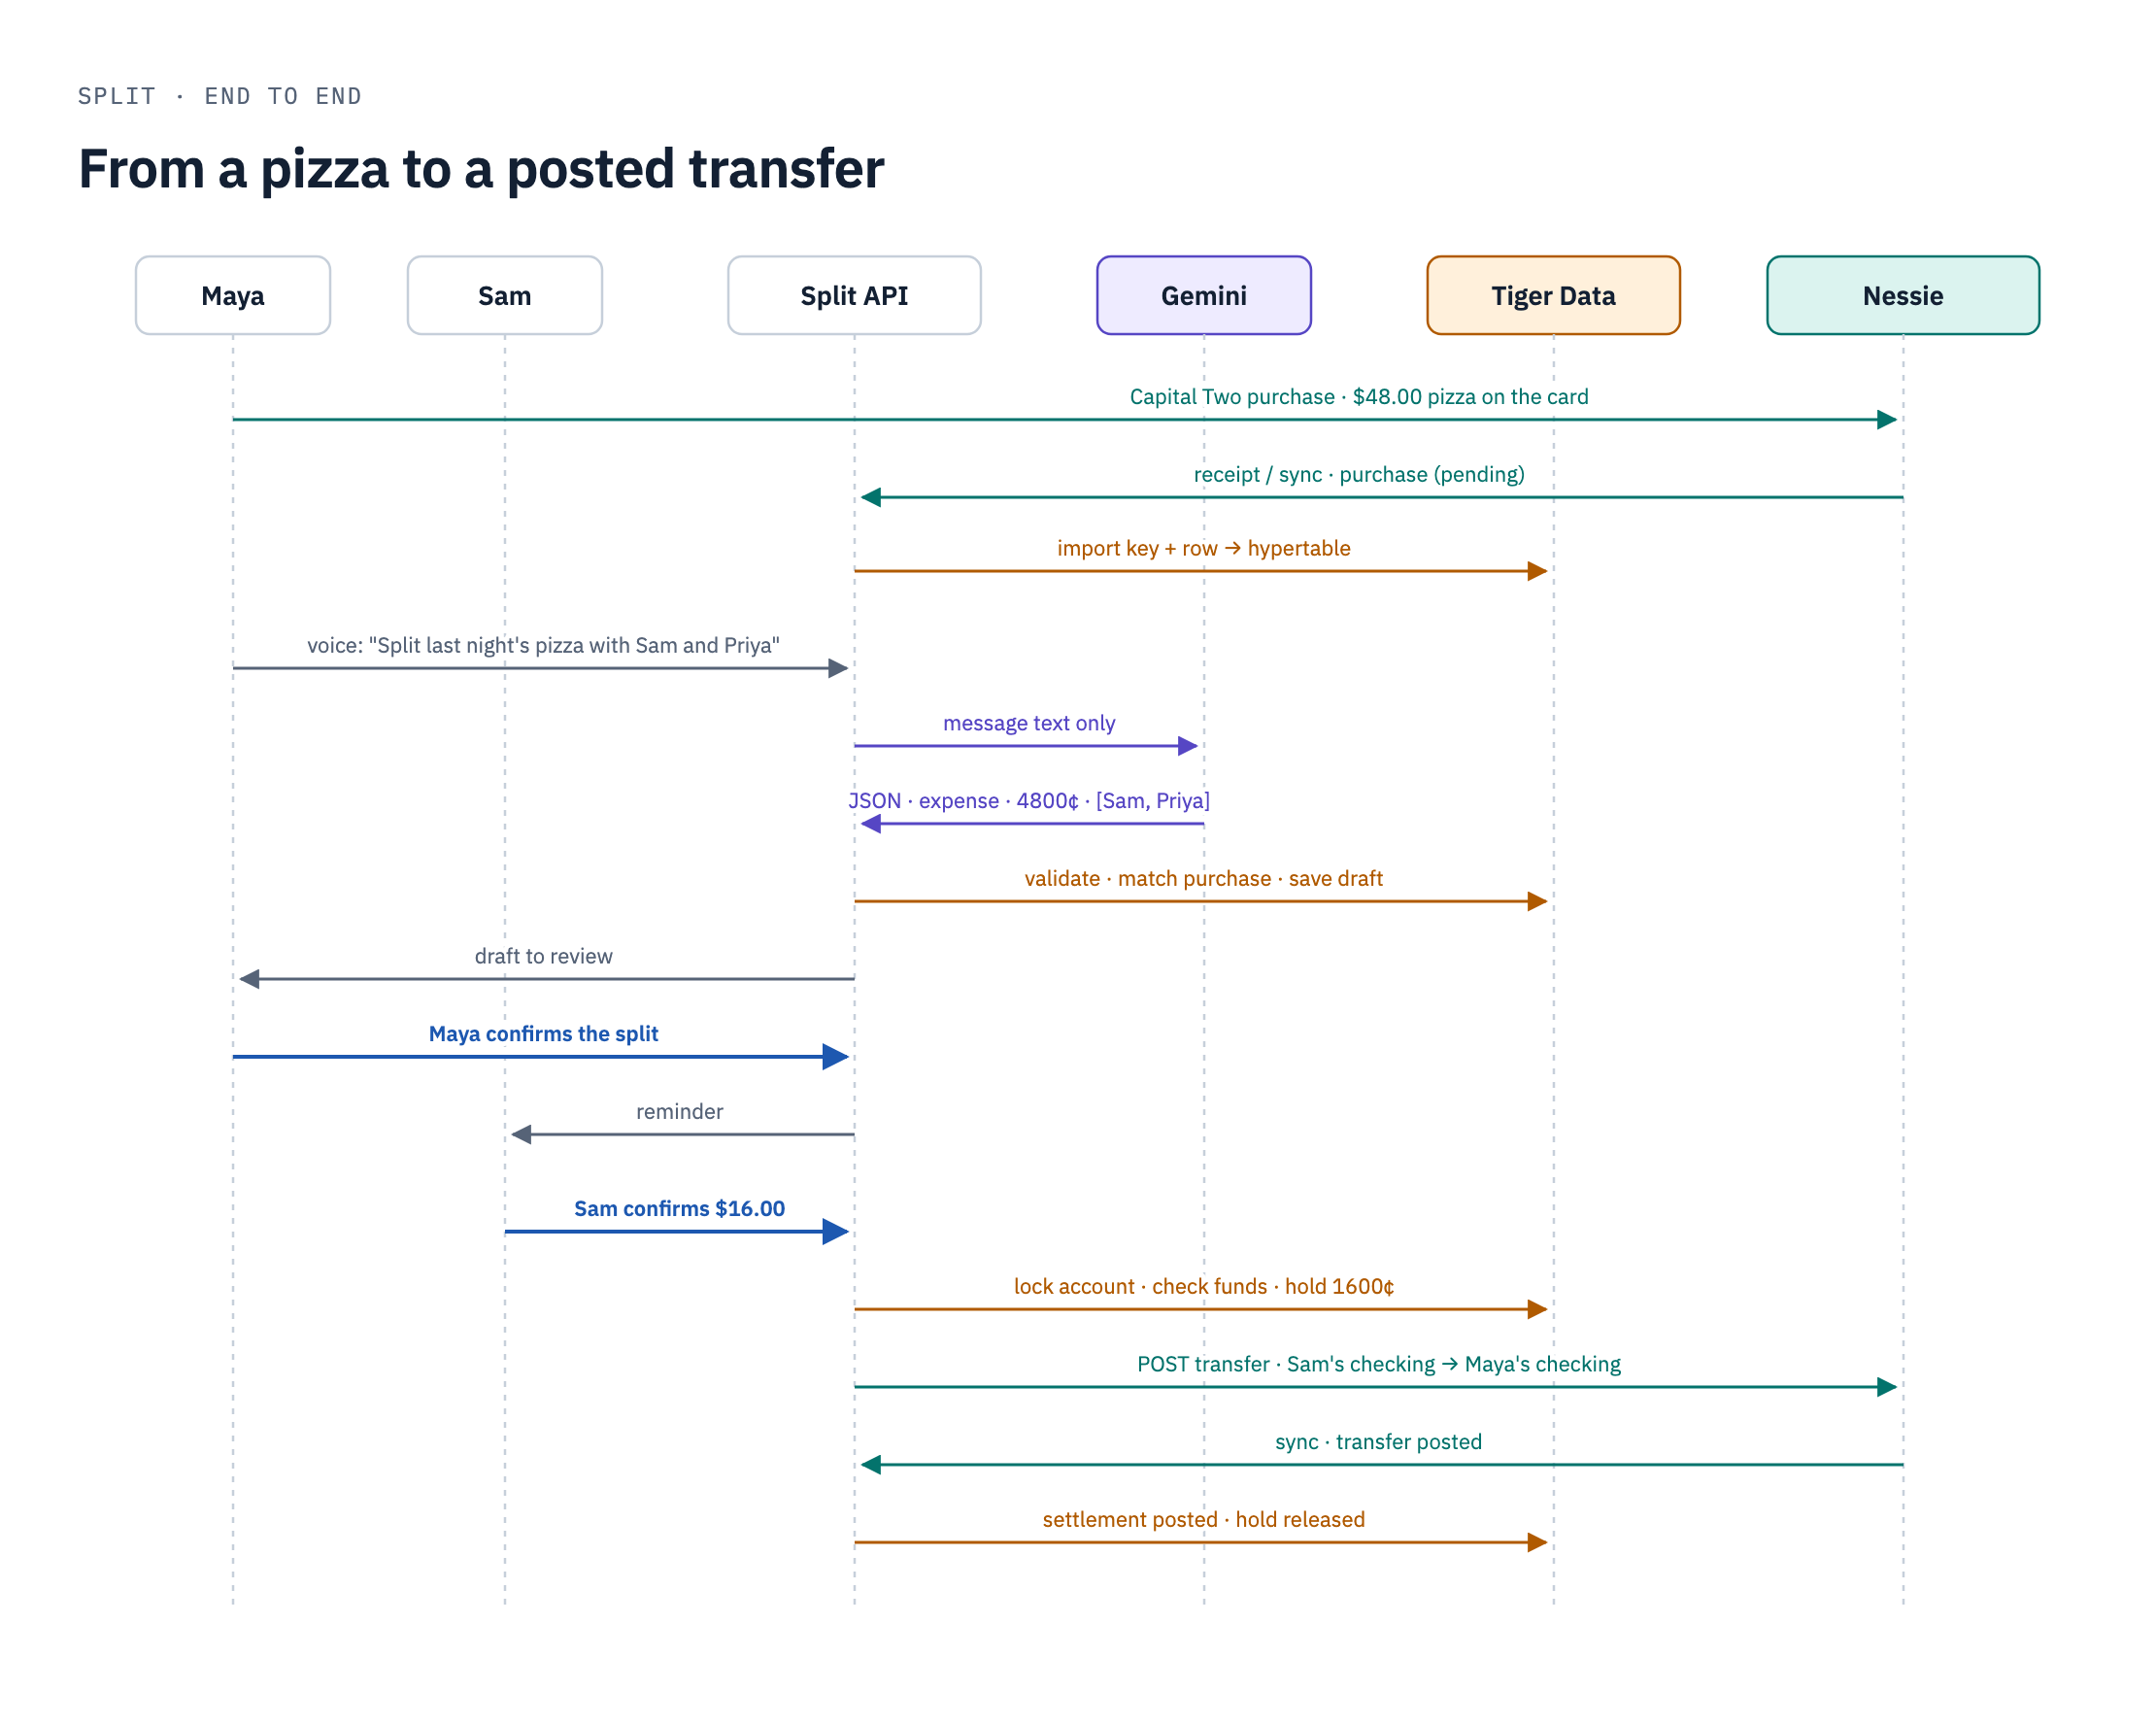 SPLIT · END TO END
From a pizza to a posted transfer
Maya
Sam
Split API
Gemini
Tiger Data
Nessie
Capital Two purchase · $48.00 pizza on the card
receipt / sync · purchase (pending)
import key + row → hypertable
voice: "Split last night's pizza with Sam and Priya"
message text only
JSON · expense · 4800¢ · [Sam, Priya]
validate · match purchase · save draft
draft to review
Maya confirms the split
reminder
Sam confirms $16.00
lock account · check funds · hold 1600¢
POST transfer · Sam's checking → Maya's checking
sync · transfer posted
settlement posted · hold released